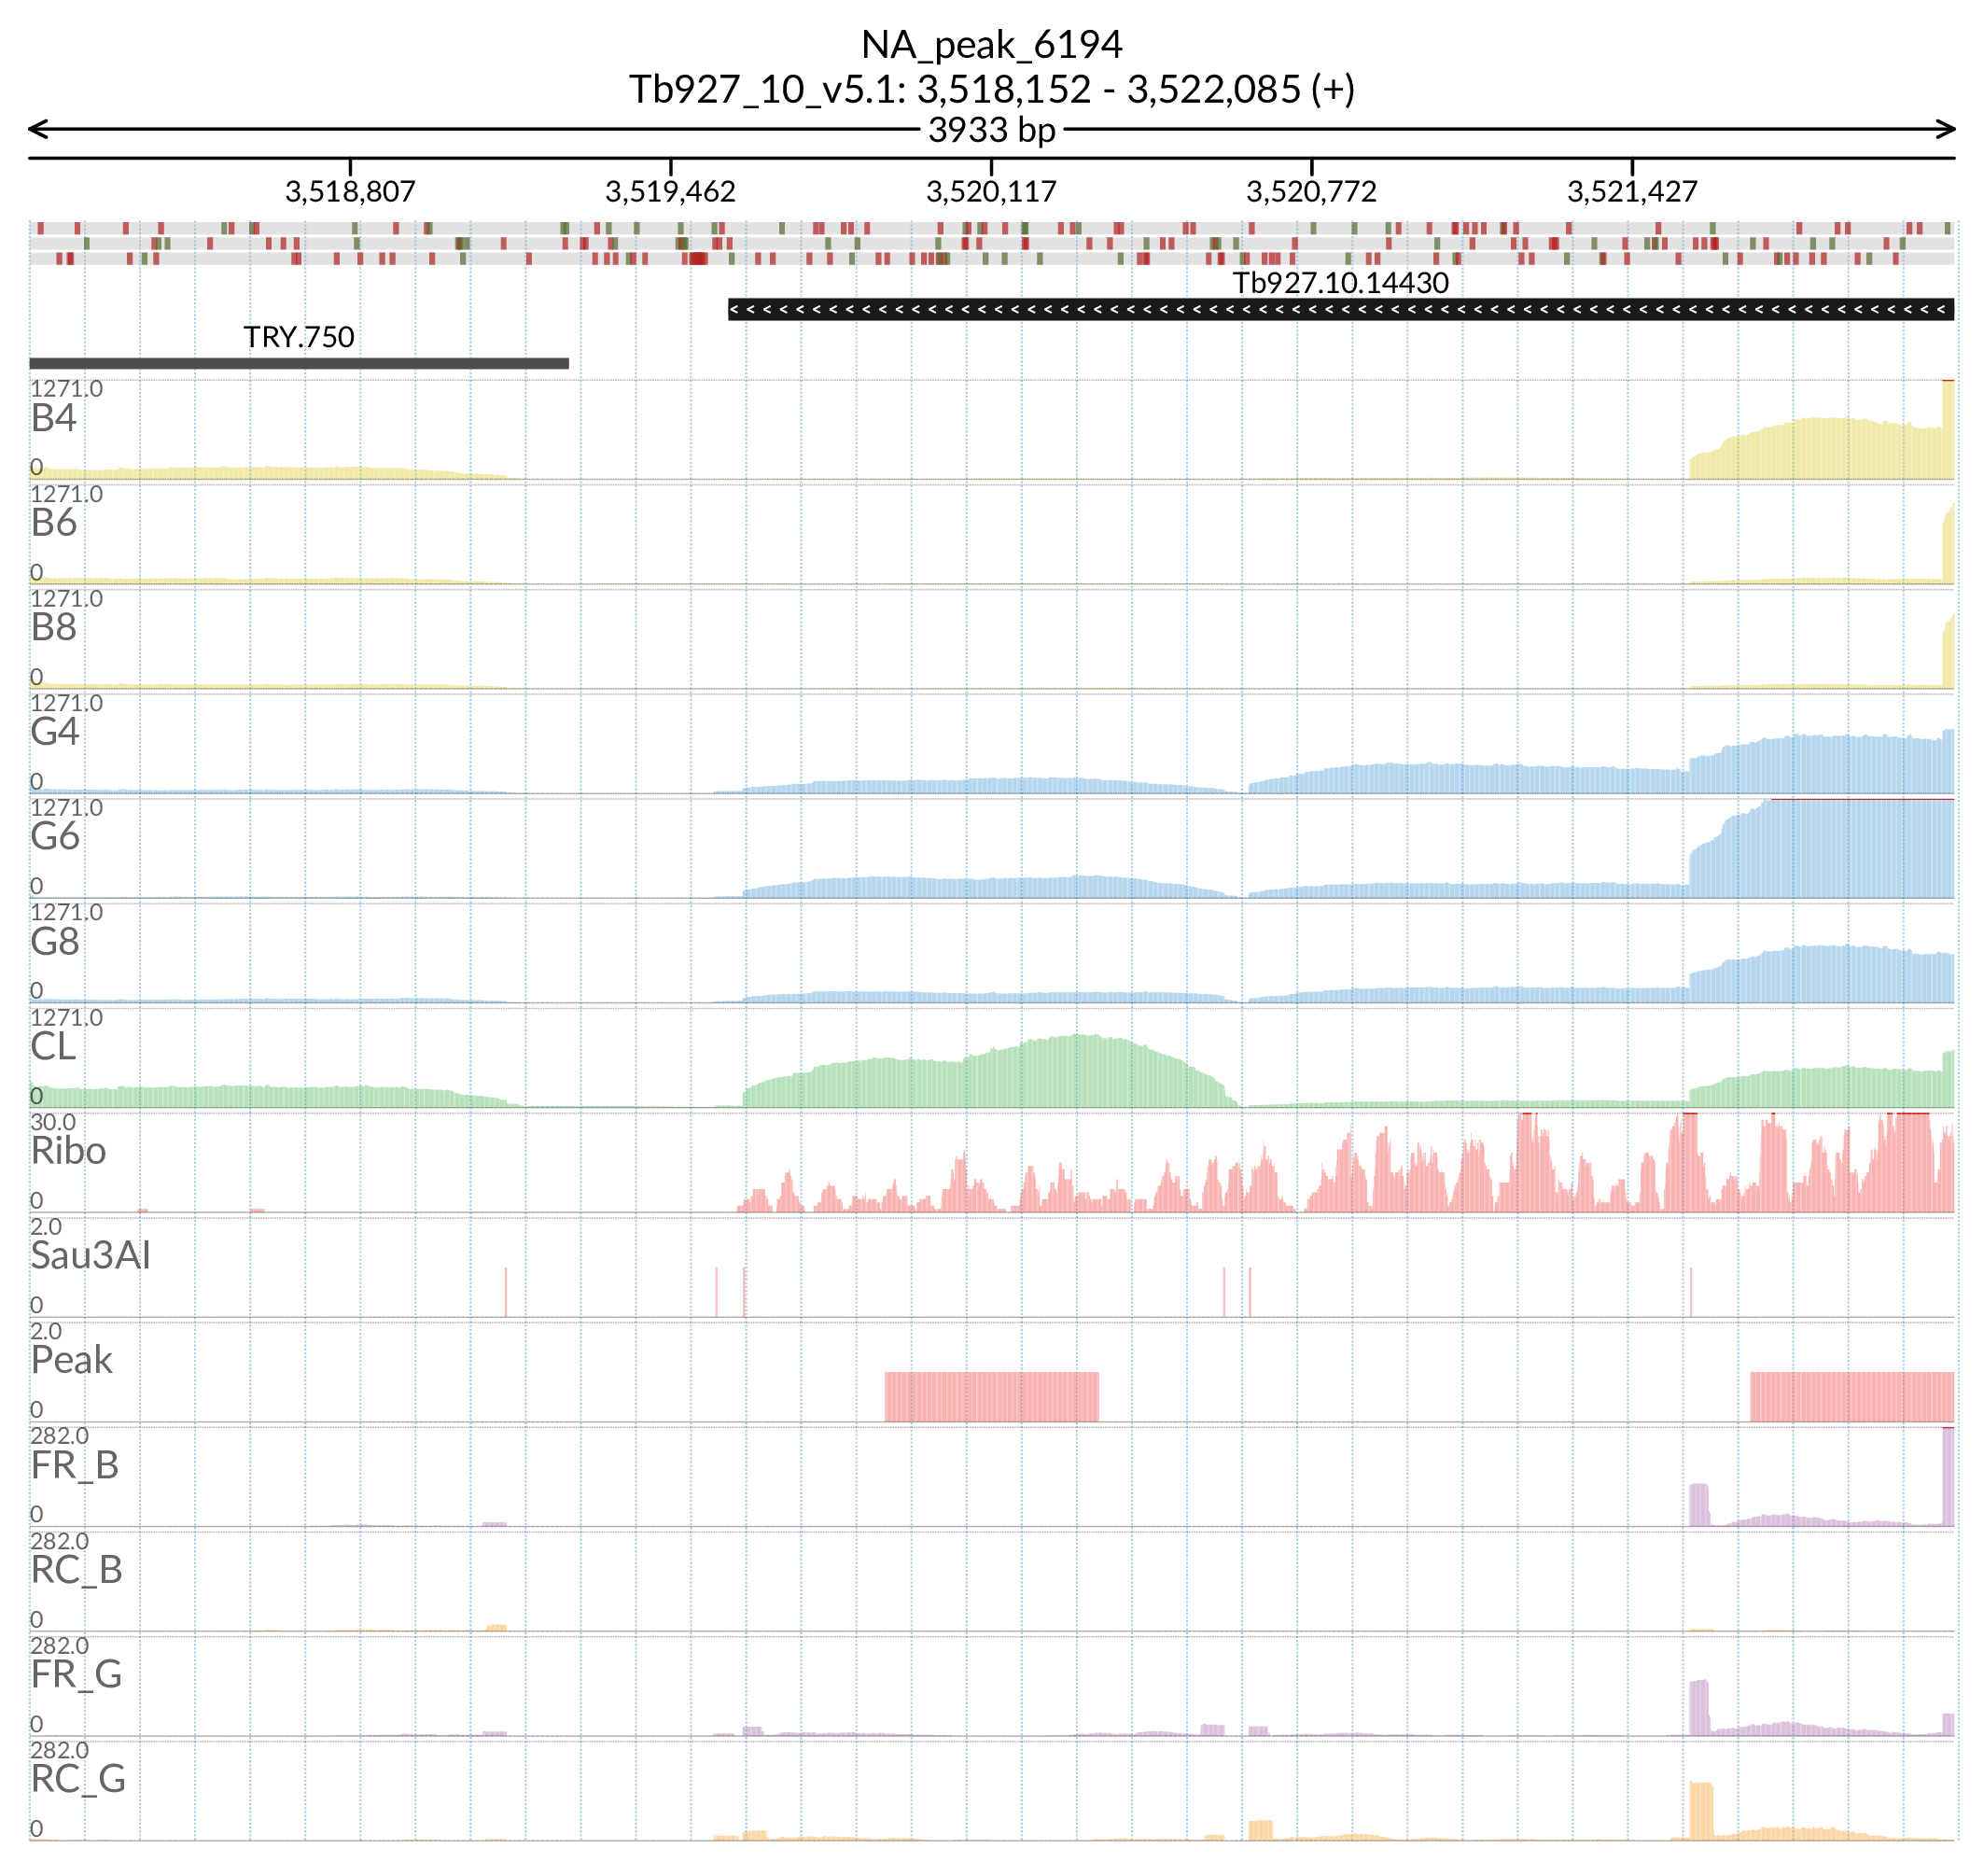 NA_peak_6194
Tb927_10_v5.1: 3,518,152 - 3,522,085 (+)
3933 bp
3,518,807 3,519,462 3,520,117 3,520,772 3,521,427
Tb927.10.14430
TRY.750
1271.0
B4
0
1271.0
B6
0
1271.0
B8
0
1271.0
G4
0
1271.0
G6
0
1271.0
G8
0
1271.0
CL
0
30.0
Ribo
0
2.0
Sau3AI
0
2.0
Peak
0
282.0
FR_B
0
282.0
RC_B
0
282.0
FR_G
0
282.0
RC_G
0